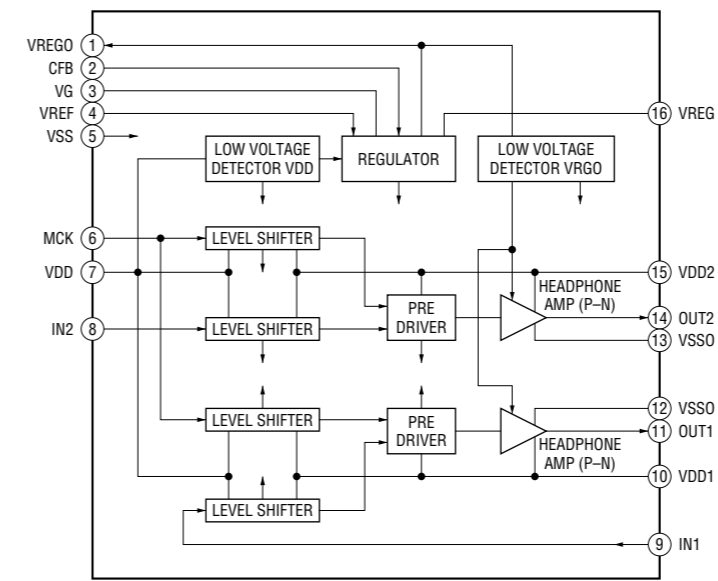 VREGO 1
CFB 2
VG 3
VREF 4
VSS 5
16 VREG
LOW VOLTAGE
DETECTOR VDD
REGULATOR
LOW VOLTAGE
DETECTOR VRGO
MCK 6
LEVEL SHIFTER
VDD 7
15 VDD2
HEADPHONE
AMP (P–N)
PRE
DRIVER
14 OUT2
IN2 8
LEVEL SHIFTER
13 VSSO
12 VSSO
LEVEL SHIFTER
PRE
DRIVER
11 OUT1
HEADPHONE
AMP (P–N)
10 VDD1
LEVEL SHIFTER
9 IN1